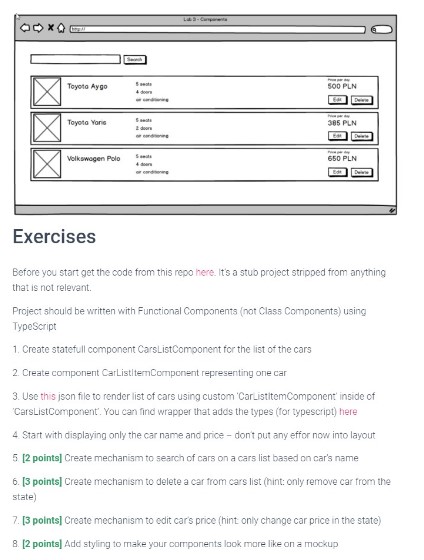 Lab 3 - Components
http://
Search
Toyota Aygo
5 seats
4 doors
air conditioning
Price per day
500 PLN
Edit
Delete
Toyota Yaris
5 seats
2 doors
air conditioning
Price per day
385 PLN
Edit
Delete
Volkswagen Polo
5 seats
4 doors
air conditioning
Price per day
650 PLN
Edit
Delete
Exercises
Before you start get the code from this repo here. It's a stub project stripped from anything
that is not relevant.
Project should be written with Functional Components (not Class Components) using
TypeScript
1. Create statefull component CarsListComponent for the list of the cars
2. Create component CarListItemComponent representing one car
3. Use this json file to render list of cars using custom 'CarListItemComponent' inside of
'CarsListComponent'. You can find wrapper that adds the types (for typescript) here
4. Start with displaying only the car name and price – don't put any effor now into layout
5. [2 points] Create mechanism to search of cars on a cars list based on car's name
6. [3 points] Create mechanism to delete a car from cars list (hint: only remove car from the
state)
7. [3 points] Create mechanism to edit car's price (hint: only change car price in the state)
8. [2 points] Add styling to make your components look more like on a mockup.